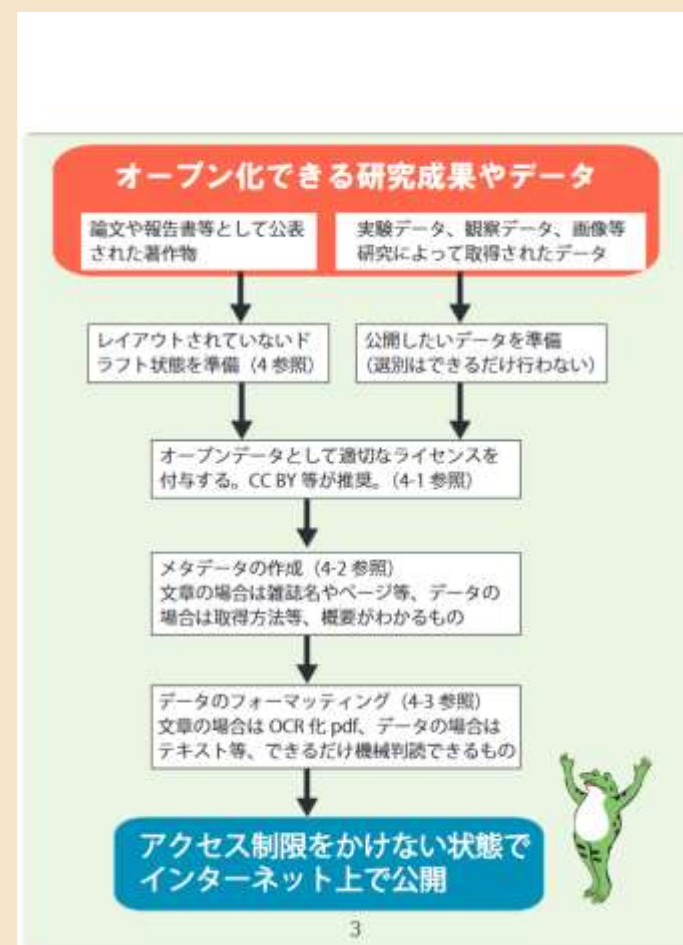 オープン化できる研究成果やデータ
論文や報告書等として公表
された著作物
実験データ、観察データ、画像等
研究によって取得されたデータ
レイアウトされていないド
ラフト状態を準備（4 参照）
公開したいデータを準備
（選別はできるだけ行わない）
オープンデータとして適切なライセンスを
付与する。CC BY 等が推奨。（4-1 参照）
メタデータの作成（4-2 参照）
文章の場合は雑誌名やページ等、データの
場合は取得方法等、概要がわかるもの
データのフォーマッティング（4-3 参照）
文章の場合は OCR 化 pdf、データの場合は
テキスト等、できるだけ機械判読できるもの
アクセス制限をかけない状態で
インターネット上で公開
3